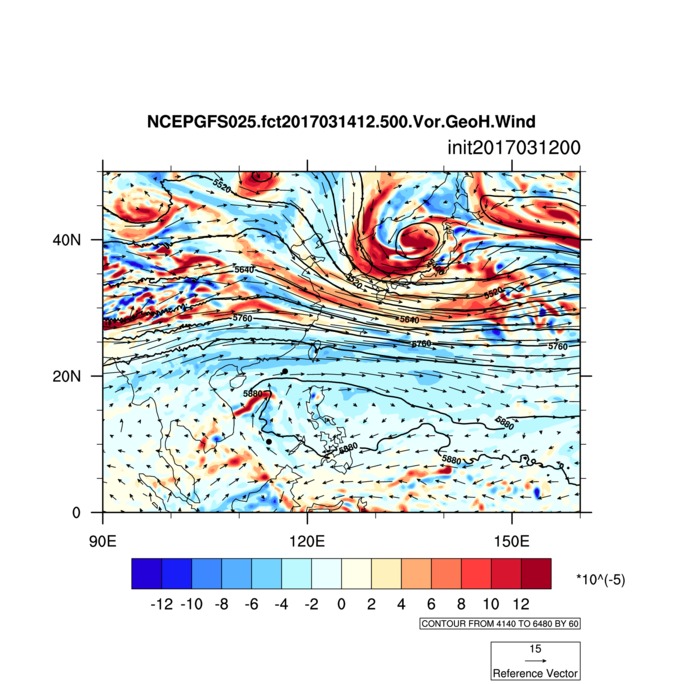 NCEPGFS025.fct2017031412.500.Vor.GeoH.Wind
init2017031200
5520
40N
5640
5520
5520
5640
5760
5760
5760
20N
5880
5880
5880
5880
0
90E 120E 150E
-12 -10 -8 -6 -4 -2 0 2 4 6 8 10 12
*10^(-5)
CONTOUR FROM 4140 TO 6480 BY 60
15
Reference Vector